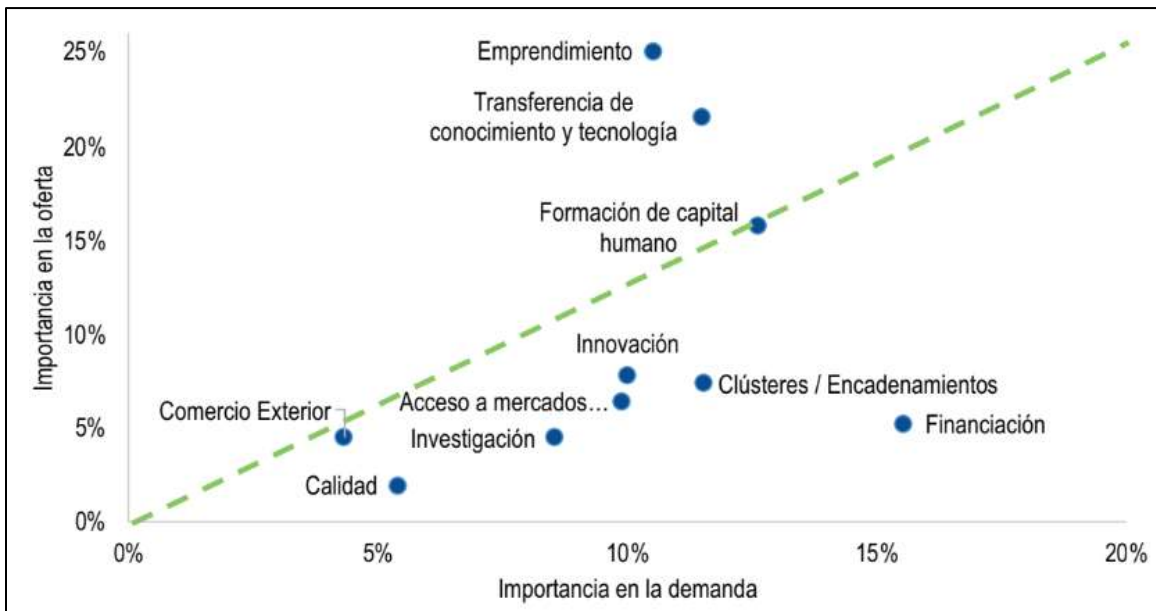 25%
20%
15%
10%
5%
0%
Importancia en la oferta
Emprendimiento
Transferencia de
conocimiento y tecnología
Formación de capital
humano
Innovación
Clústeres / Encadenamientos
Comercio Exterior
Acceso a mercados…
Financiación
Investigación
Calidad
0%
5%
10%
15%
20%
Importancia en la demanda